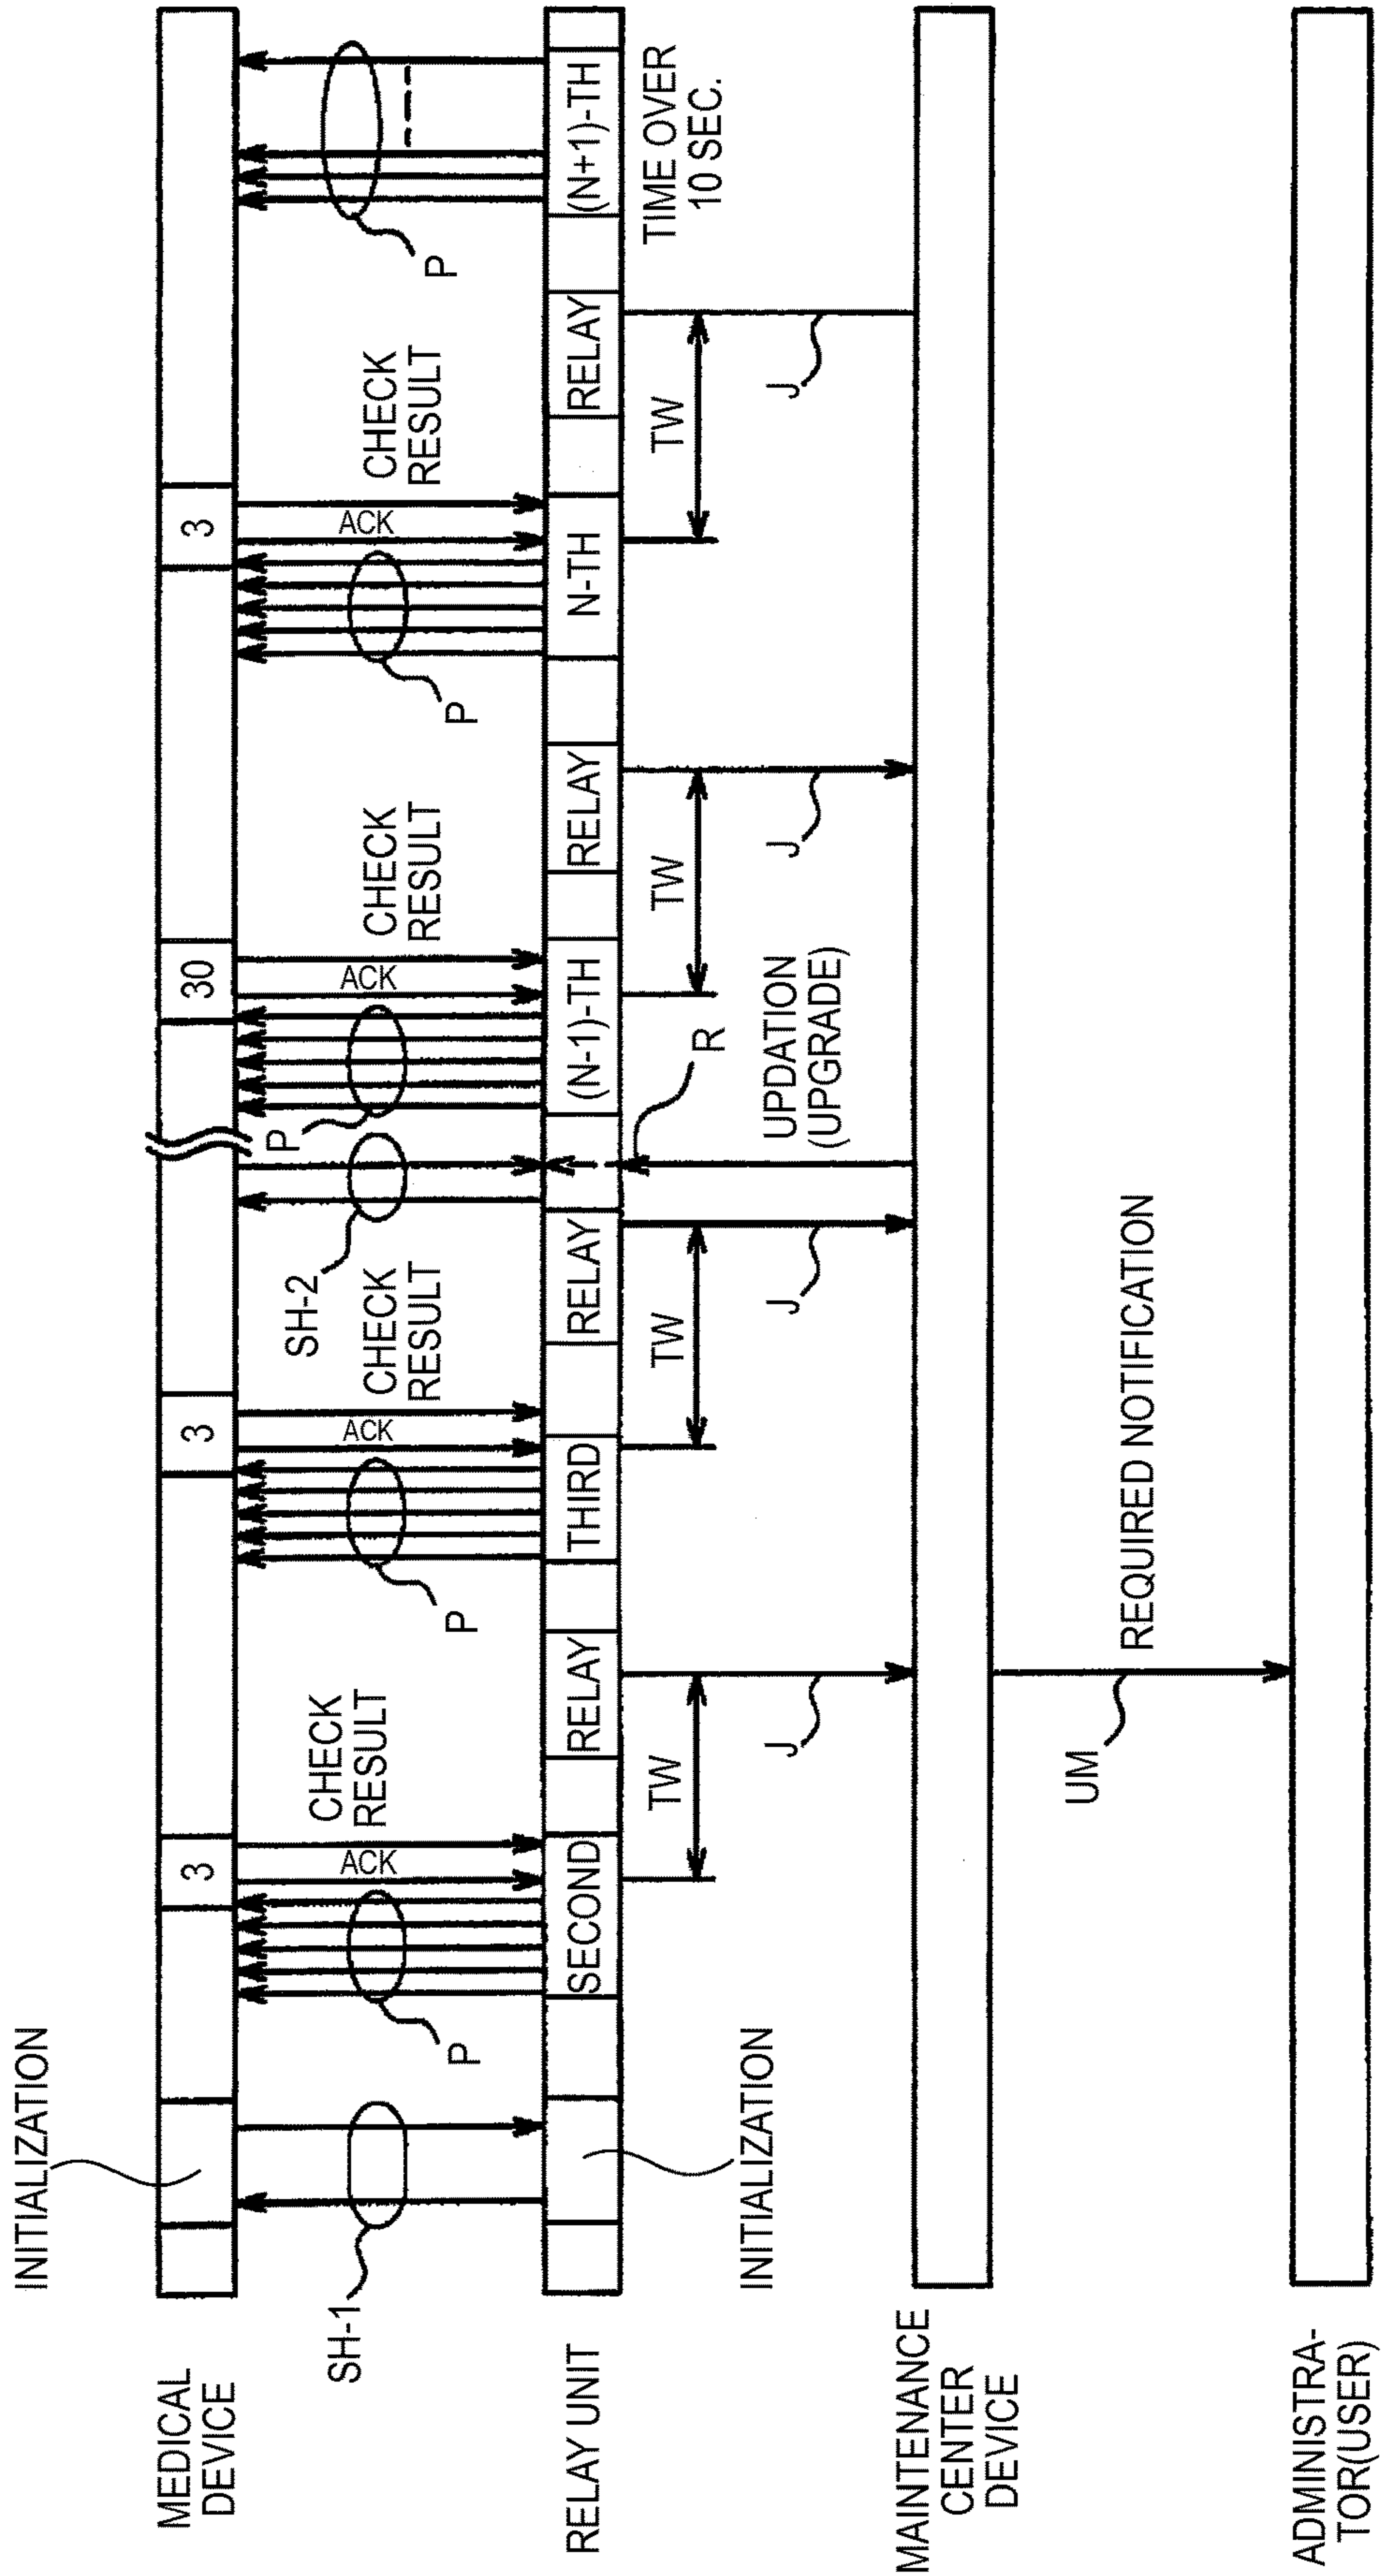 INITIALIZATION
MEDICAL
DEVICE
3
3
30
3
SH-1
P
ACK
CHECK
RESULT
P
ACK
CHECK
RESULT
SH-2
P
ACK
CHECK
RESULT
P
ACK
CHECK
RESULT
P
RELAY UNIT
SECOND
RELAY
THIRD
RELAY
(N-1)-TH
RELAY
N-TH
RELAY
(N+1)-TH
INITIALIZATION
TW
J
TW
J
R
UPDATION
(UPGRADE)
TW
J
TW
J
TIME OVER
10 SEC.
MAINTENANCE
CENTER
DEVICE
UM
REQUIRED NOTIFICATION
ADMINISTRA-
TOR(USER)